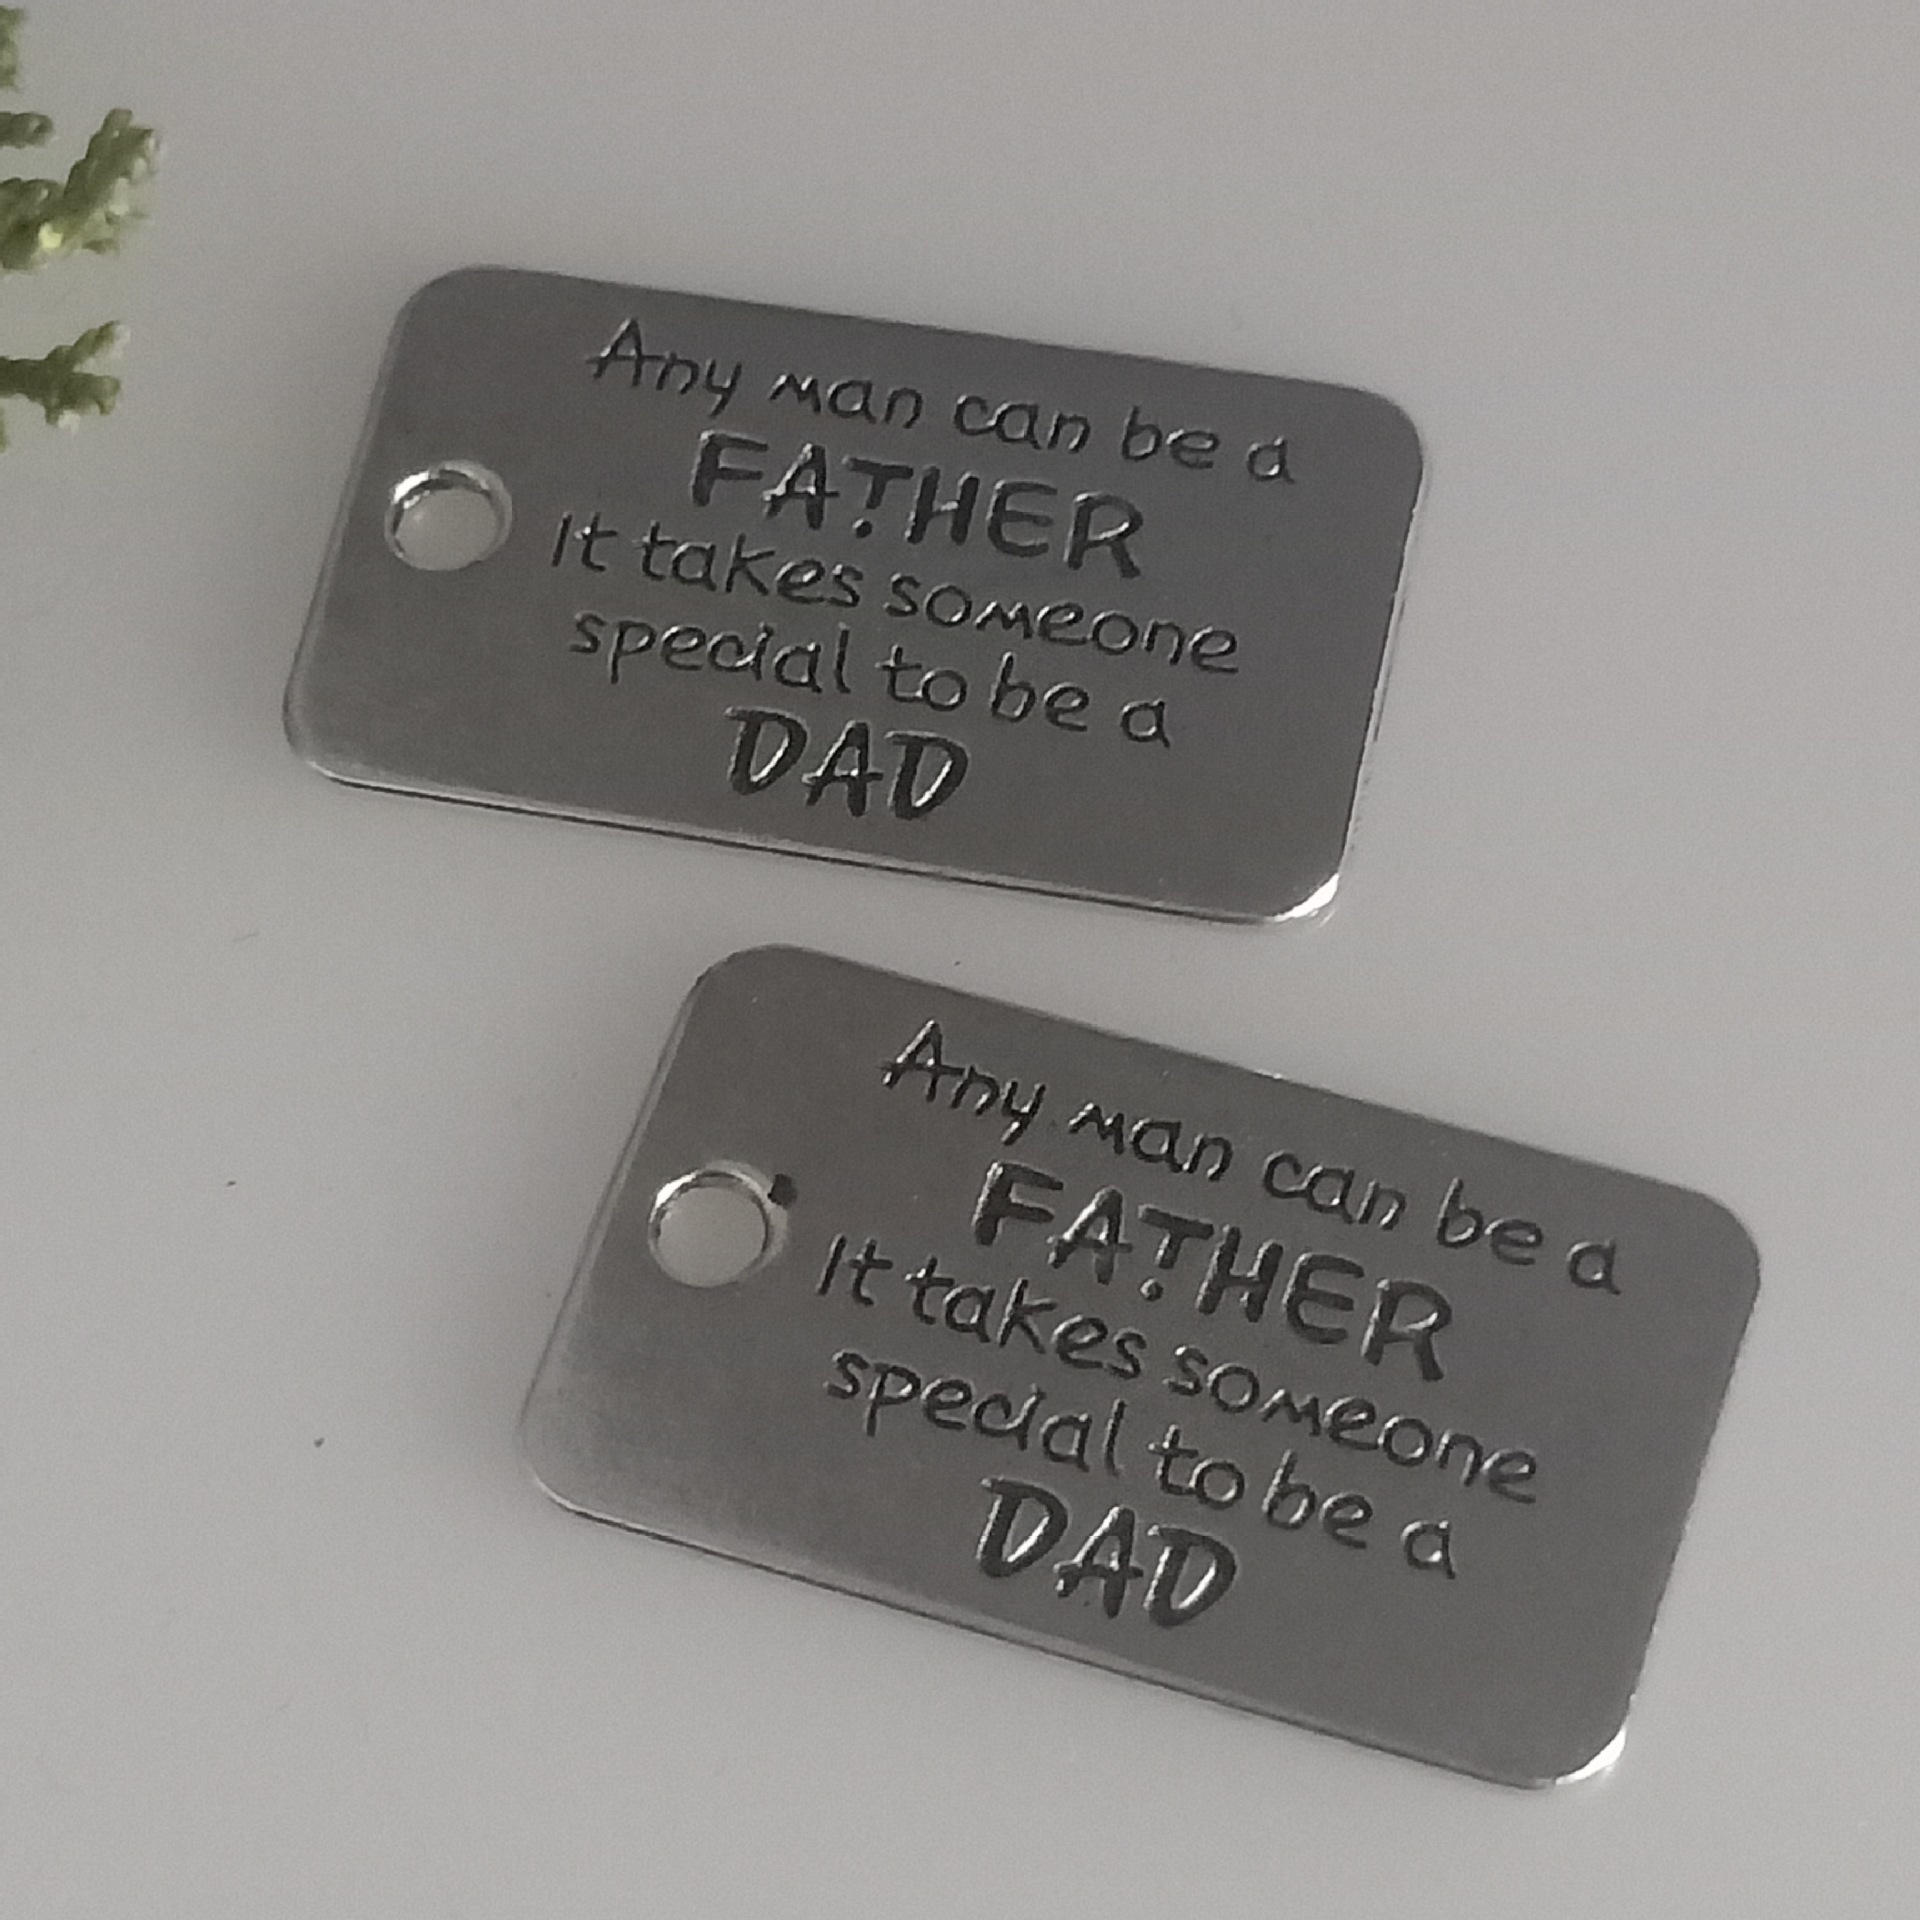 Any man can be a
FATHER
It takes someone
special to be a
DAD
Any man can be a
FATHER
It takes someone
special to be a
DAD